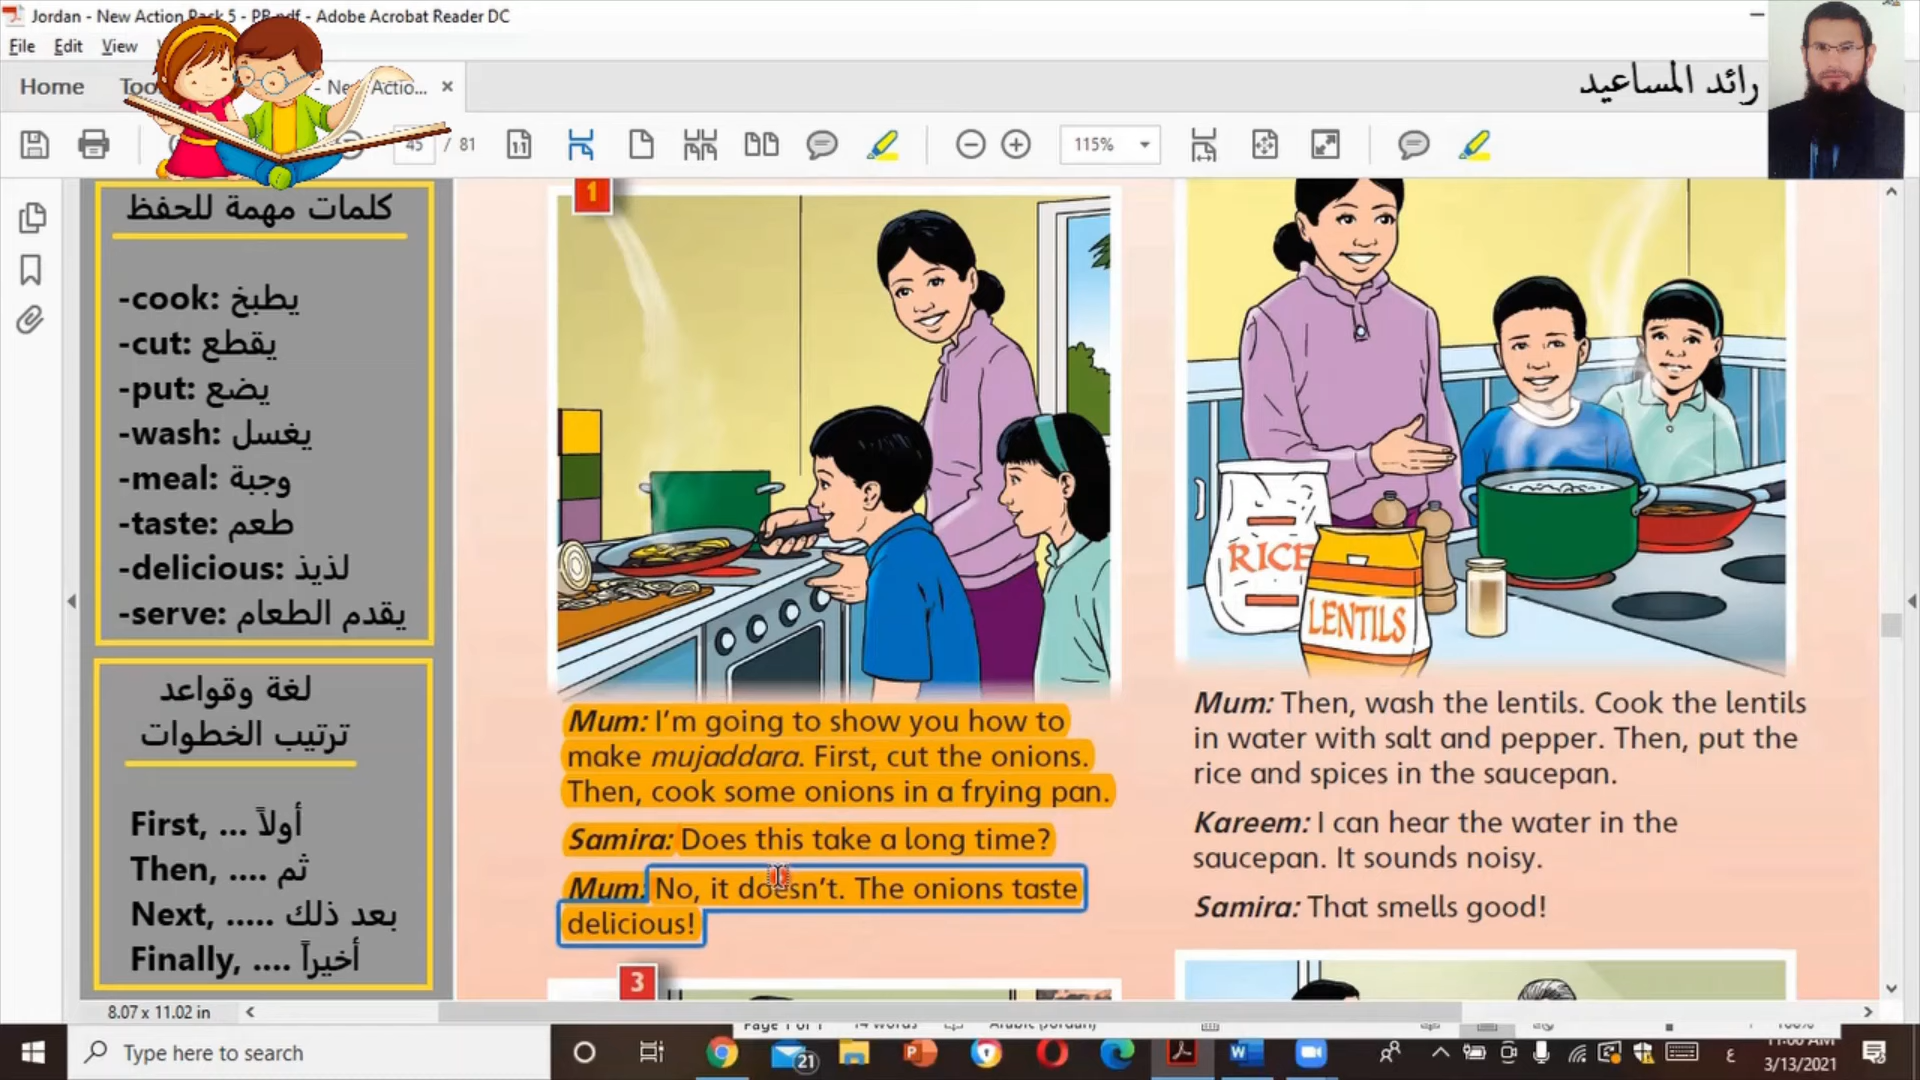 Jordan - New Action Pack 5 - PB.pdf - Adobe Acrobat Reader DC
File Edit View
Home
رائد المساعيد
45 / 81
115%
كلمات مهمة للحفظ
-cook: يطبخ
-cut: يقطع
-put: يضع
-wash: يغسل
-meal: وجبة
-taste: طعم
-delicious: لذيذ
-serve: يقدم الطعام
لغة وقواعد
ترتيب الخطوات
First, ... أولاً
Then, .... ثم
Next, ..... بعد ذلك
Finally, .... أخيراً
1
Mum: I'm going to show you how to
make mujaddara. First, cut the onions.
Then, cook some onions in a frying pan.
Samira: Does this take a long time?
Mum: No, it doesn't. The onions taste
delicious!
3
RICE
LENTILS
Mum: Then, wash the lentils. Cook the lentils
in water with salt and pepper. Then, put the
rice and spices in the saucepan.
Kareem: I can hear the water in the
saucepan. It sounds noisy.
Samira: That smells good!
8.07 x 11.02 in
Type here to search
21
3/13/2021